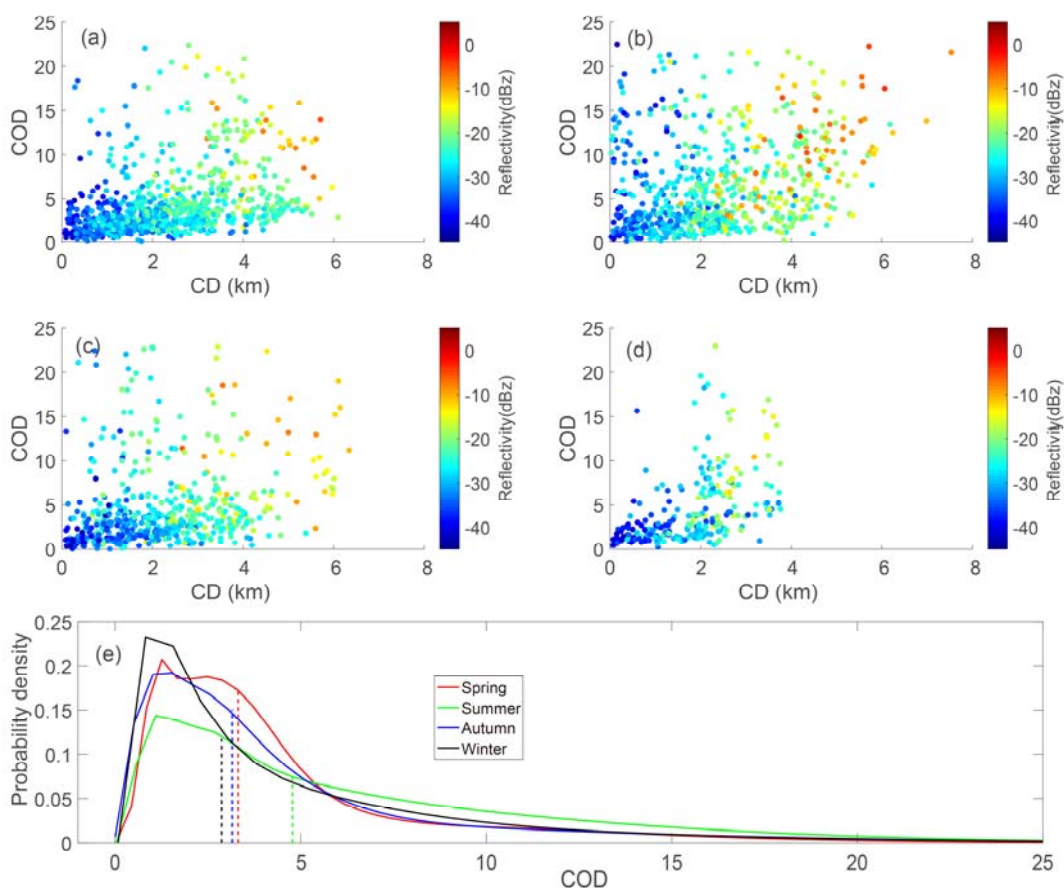 (a)
25
20
15
10
5
0
COD
0 2 4 6 8
CD (km)
0
-10
-20
-30
-40
Reflectivity(dBz)
(b)
25
20
15
10
5
0
COD
0 2 4 6 8
CD (km)
0
-10
-20
-30
-40
Reflectivity(dBz)
(c)
25
20
15
10
5
0
COD
0 2 4 6 8
CD (km)
0
-10
-20
-30
-40
Reflectivity(dBz)
(d)
25
20
15
10
5
0
COD
0 2 4 6 8
CD (km)
0
-10
-20
-30
-40
Reflectivity(dBz)
(e)
0.25
0.2
0.15
0.1
0.05
0
Probability density
Spring
Summer
Autumn
Winter
0 5 10 15 20 25
COD